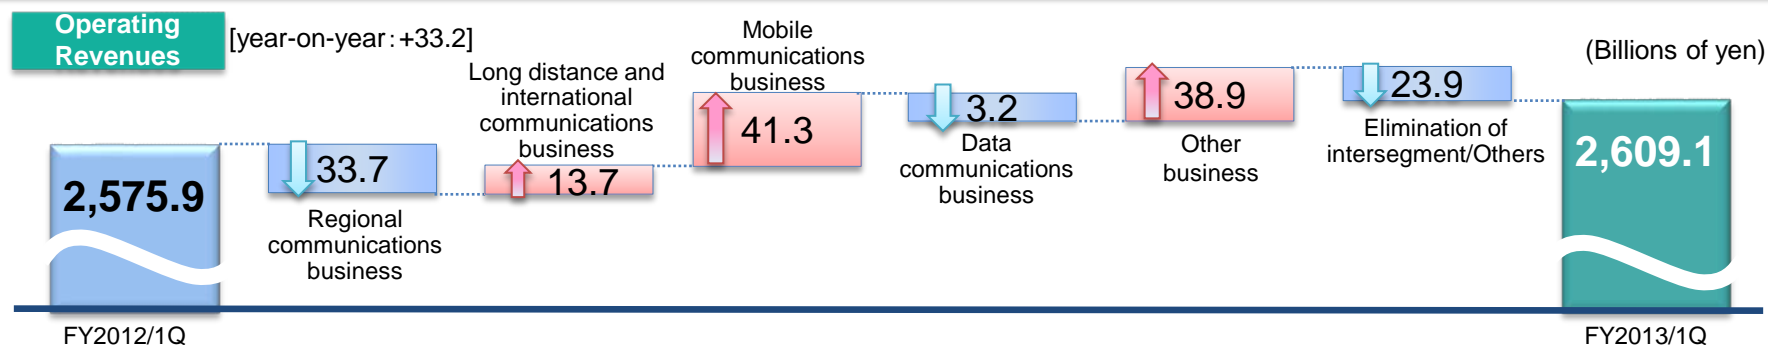 Operating
Revenues
[year-on-year:+33.2]
(Billions of yen)
2,575.9
FY2012/1Q
33.7
Regional
communications
business
Long distance and
international
communications
business
13.7
Mobile
communications
business
41.3
3.2
Data
communications
business
38.9
Other
business
23.9
Elimination of
intersegment/Others
2,609.1
FY2013/1Q